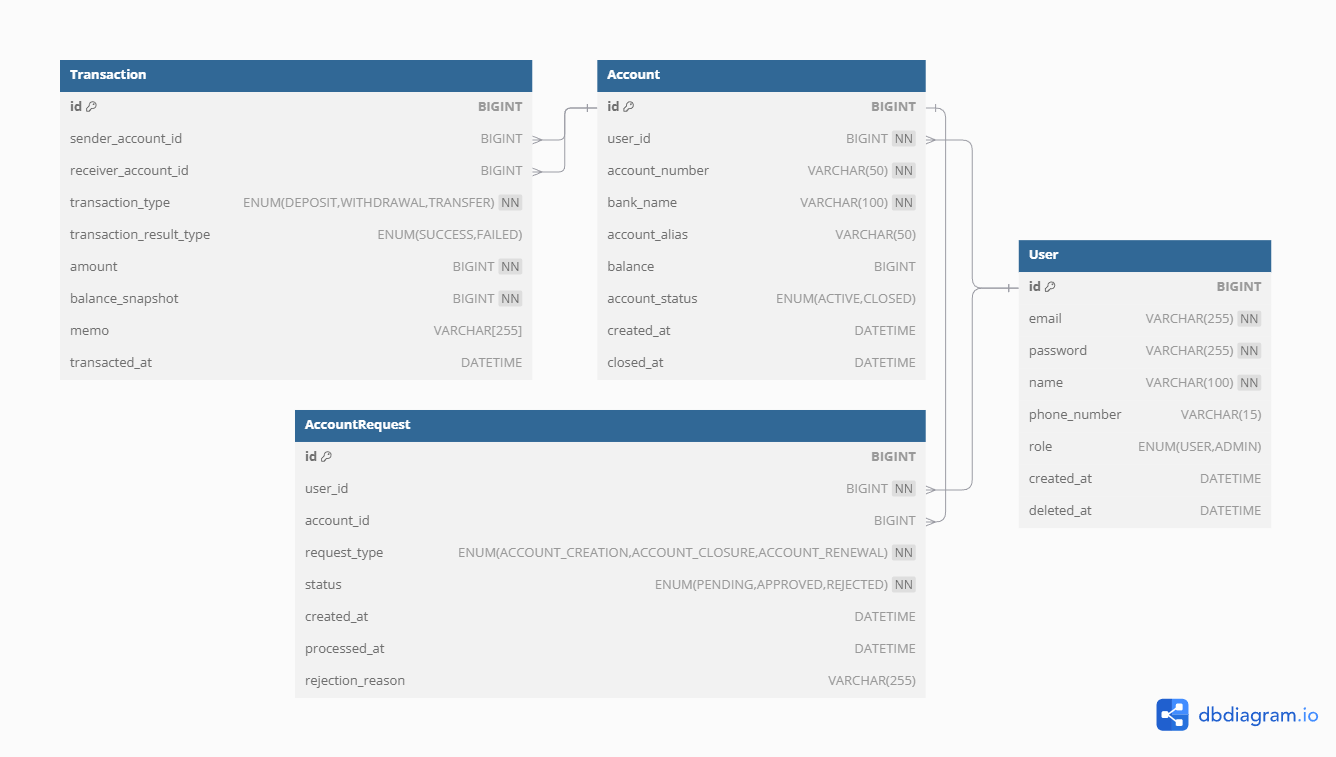 Transaction
id BIGINT
sender_account_id BIGINT
receiver_account_id BIGINT
transaction_type ENUM(DEPOSIT,WITHDRAWAL,TRANSFER) NN
transaction_result_type ENUM(SUCCESS,FAILED)
amount BIGINT NN
balance_snapshot BIGINT NN
memo VARCHAR[255]
transacted_at DATETIME
Account
id BIGINT
user_id BIGINT NN
account_number VARCHAR(50) NN
bank_name VARCHAR(100) NN
account_alias VARCHAR(50)
balance BIGINT
account_status ENUM(ACTIVE,CLOSED)
created_at DATETIME
closed_at DATETIME
User
id BIGINT
email VARCHAR(255) NN
password VARCHAR(255) NN
name VARCHAR(100) NN
phone_number VARCHAR(15)
role ENUM(USER,ADMIN)
created_at DATETIME
deleted_at DATETIME
AccountRequest
id BIGINT
user_id BIGINT NN
account_id BIGINT
request_type ENUM(ACCOUNT_CREATION,ACCOUNT_CLOSURE,ACCOUNT_RENEWAL) NN
status ENUM(PENDING,APPROVED,REJECTED) NN
created_at DATETIME
processed_at DATETIME
rejection_reason VARCHAR(255)
dbdiagram.io